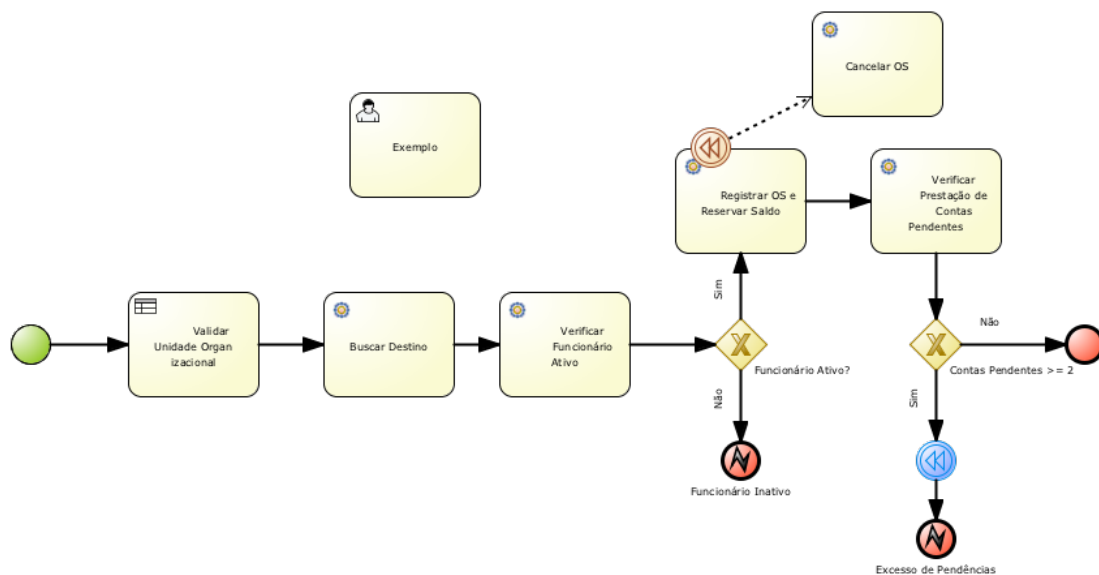 Cancelar OS
Exemplo
Registrar OS e
Reservar Saldo
Verificar
Prestação de
Contas
Pendentes
Sim
Não
Validar
Unidade Organ
izacional
Buscar Destino
Verificar
Funcionário
Ativo
Funcionário Ativo?
Contas Pendentes >= 2
Não
Sim
Funcionário Inativo
Excesso de Pendências